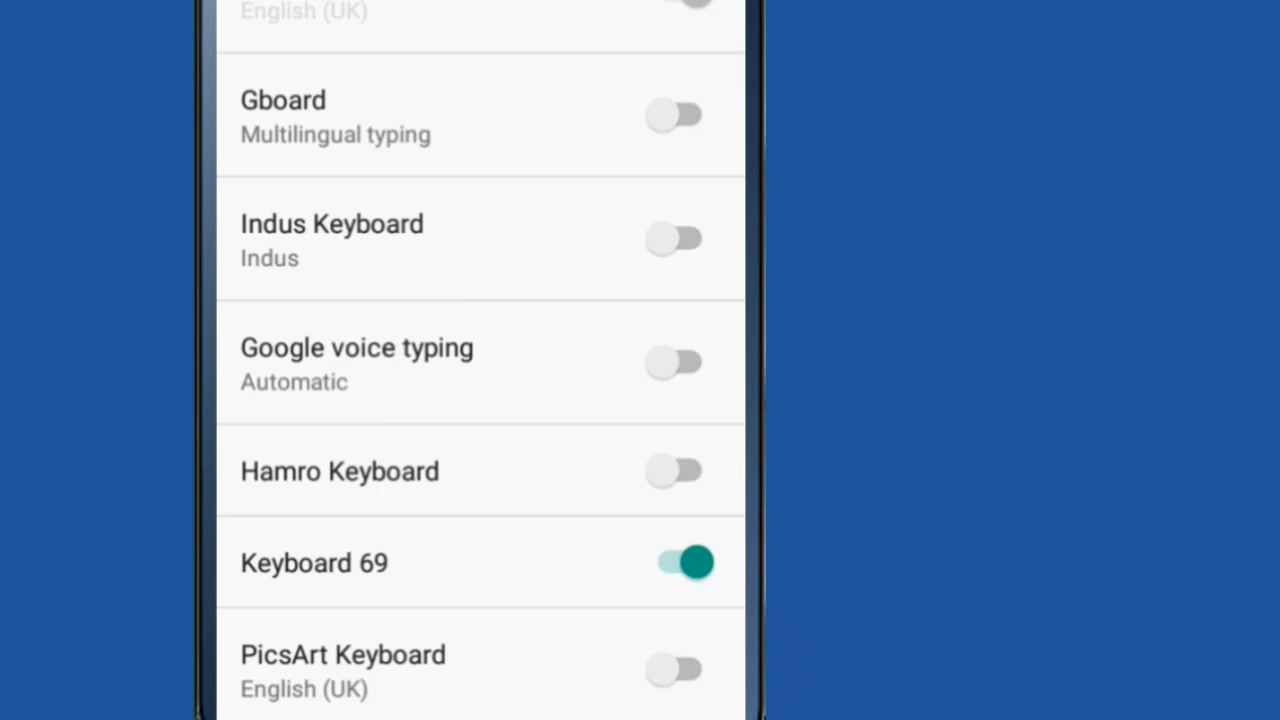 English (UK)
Gboard
Multilingual typing
Indus Keyboard
Indus
Google voice typing
Automatic
Hamro Keyboard
Keyboard 69
PicsArt Keyboard
English (UK)